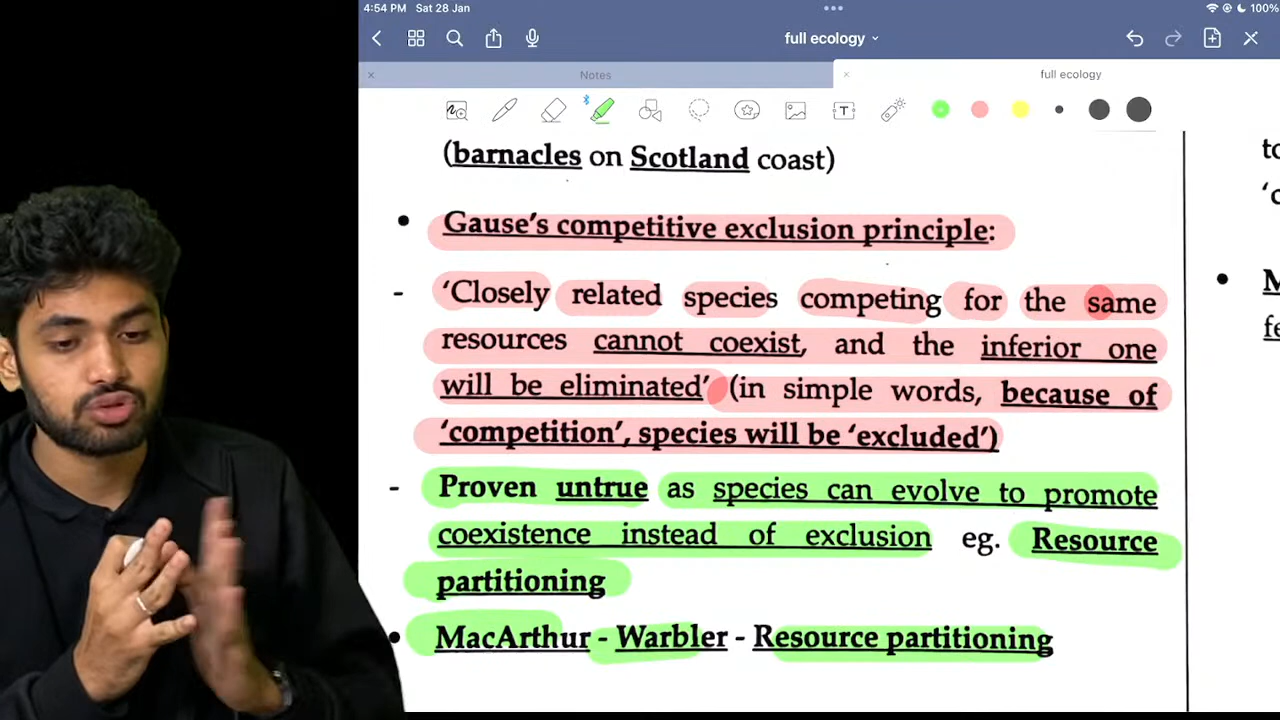 4:54 PM Sat 28 Jan
100%
full ecology
Notes
full ecology
T
(barnacles on Scotland coast)
• Gause's competitive exclusion principle:
- 'Closely related species competing for the same
resources cannot coexist, and the inferior one
will be eliminated' (in simple words, because of
'competition', species will be 'excluded')
- Proven untrue as species can evolve to promote
coexistence instead of exclusion eg. Resource
partitioning
• MacArthur - Warbler - Resource partitioning